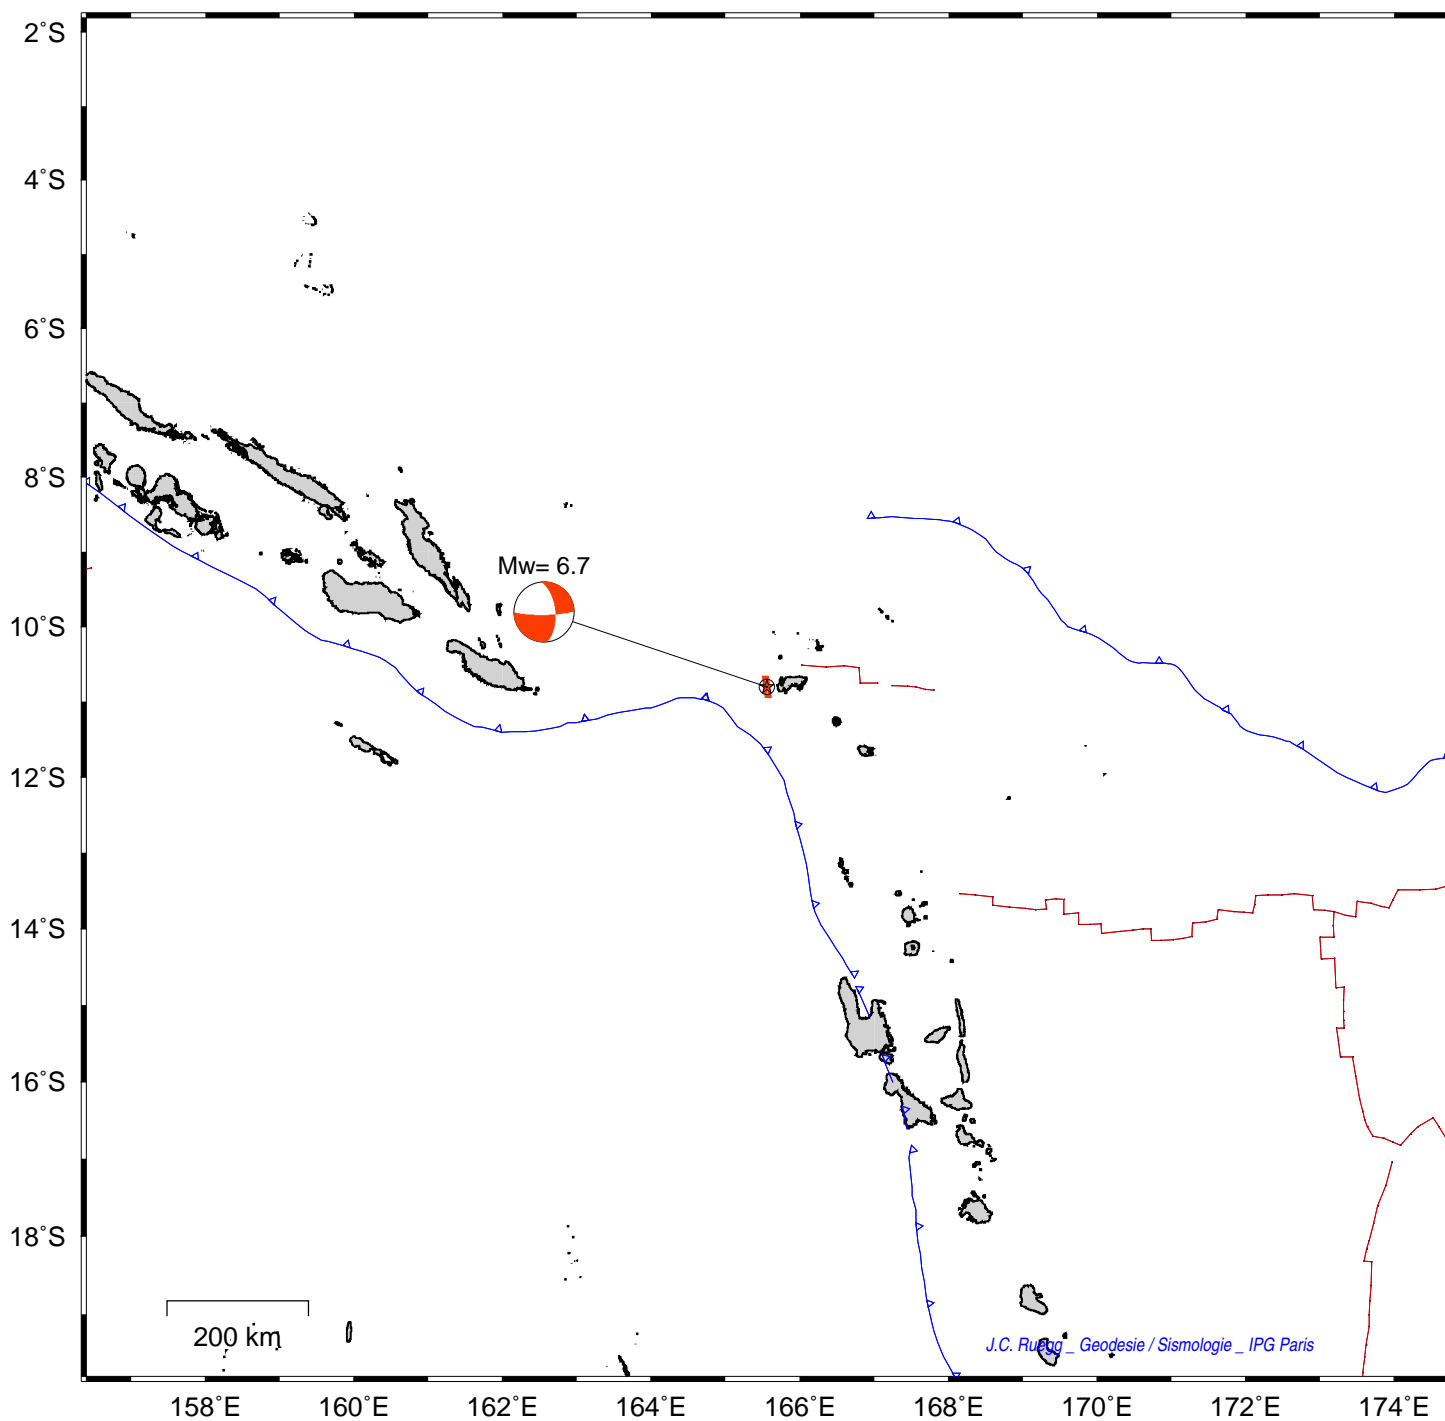 2°S
4°S
6°S
8°S
Mw= 6.7
10°S
12°S
14°S
16°S
18°S
200 km
J.C. Ruegg _ Geodesie / Sismologie _ IPG Paris
158°E 160°E 162°E 164°E 166°E 168°E 170°E 172°E 174°E